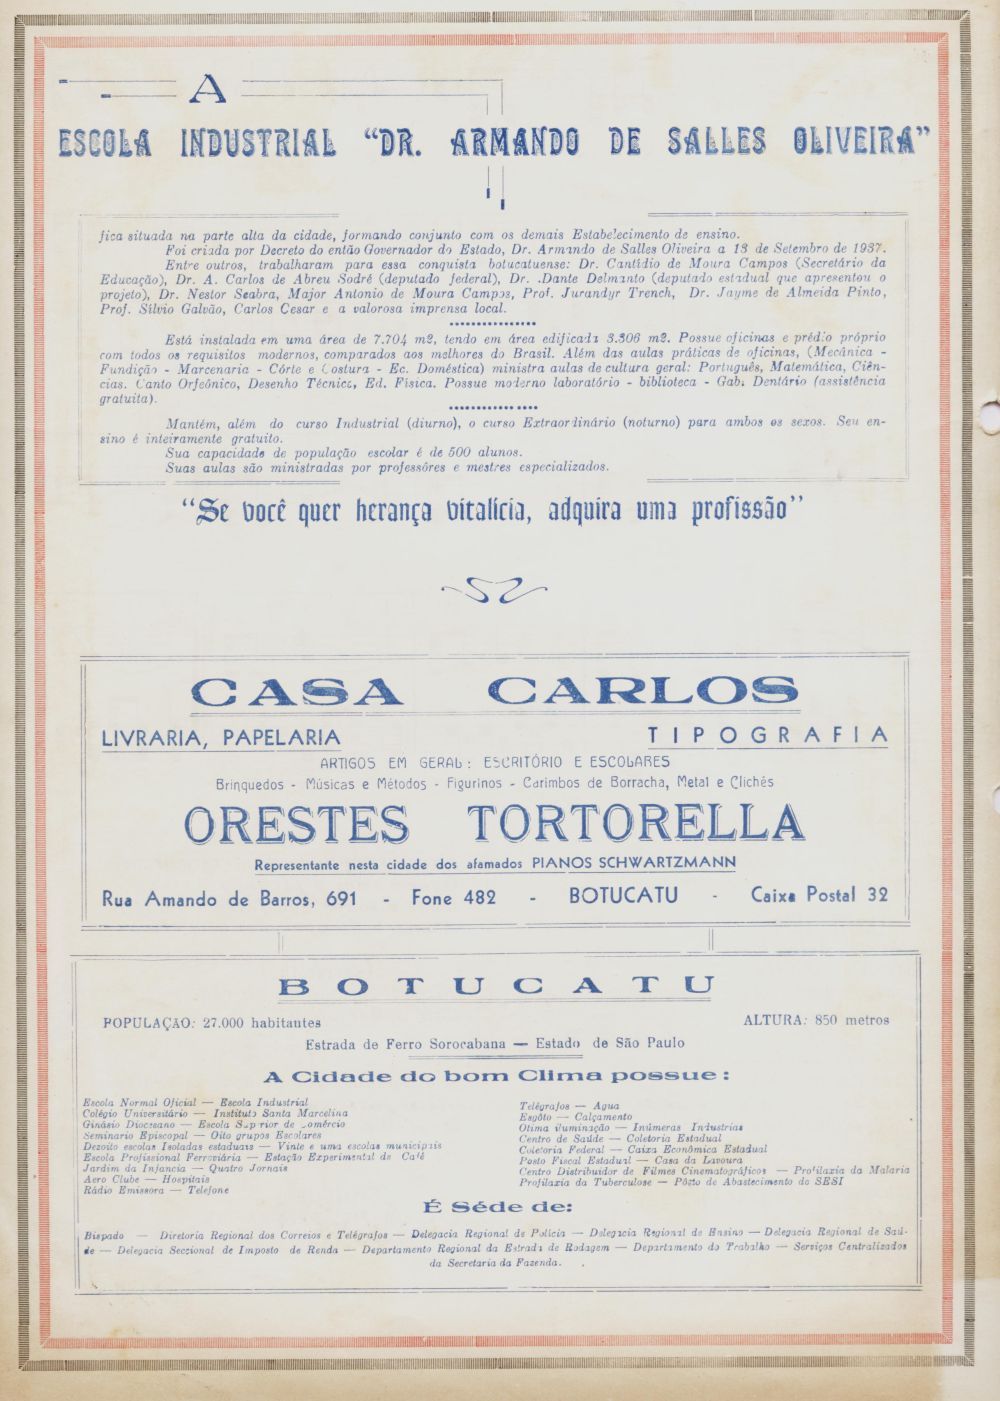 A
ESCOLA INDUSTRIAL “DR. ARMANDO DE SALLES OLIVEIRA”
fica situada na parte alta da cidade, formando conjunto com os demais Estabelecimento de ensino.
Foi criada por Decreto do então Governador do Estado, Dr. Armando de Salles Oliveira a 13 de Setembro de 1937.
Entre outros, trabalharam para essa conquista botucatuense: Dr. Cantídio de Moura Campos (Secretário da
Educação), Dr. A. Carlos de Abreu Sodré (deputado federal), Dr. .Dante Delmanto (deputado estadual que apresentou o
projeto), Dr. Nestor Seabra, Major Antonio de Moura Campos, Prof. Jurandyr Trench, Dr. Jayme de Almeida Pinto,
Prof. Sílvio Galvão, Carlos Cesar e a valorosa imprensa local.
Está instalada em uma área de 7.704 m2, tendo em área edificada 3.306 m2. Possue oficinas e prédio próprio
com todos os requisitos modernos, comparados aos melhores do Brasil. Além das aulas práticas de oficinas, (Mecânica -
Fundição - Marcenaria - Córte e Costura - Ec. Doméstica) ministra aulas de cultura geral: Português, Matemática, Ciên-
cias. Canto Orfeônico, Desenho Técnico, Ed. Física. Possue moderno laboratório - biblioteca - Gab. Dentário (assistência
gratuita).
Mantém, além do curso Industrial (diurno), o curso Extraordinário (noturno) para ambos os sexos. Seu en-
sino é inteiramente gratuito.
Sua capacidade de população escolar é de 500 alunos.
Suas aulas são ministradas por professôres e mestres especializados.
“Se você quer herança vitalícia, adquira uma profissão”
CASA CARLOS
LIVRARIA, PAPELARIA TIPOGRAFIA
ARTIGOS EM GERAL: ESCRITÓRIO E ESCOLARES
Brinquedos - Músicas e Métodos - Figurinos - Carimbos de Borracha, Metal e Clichés
ORESTES TORTORELLA
Representante nesta cidade dos afamados PIANOS SCHWARTZMANN
Rua Amando de Barros, 691 - Fone 482 - BOTUCATU - Caixa Postal 32
BOTUCATU
POPULAÇÃO: 27.000 habitantes ALTURA: 850 metros
Estrada de Ferro Sorocabana — Estado de São Paulo
A Cidade do bom Clima possue:
Escola Normal Oficial — Escola Industrial
Colégio Universitário — Instituto Santa Marcelina
Ginásio Diocesano — Escola Superior de Comércio
Seminario Episcopal — Oito grupos Escolares
Dezoito escolas Isoladas estaduais — Vinte e uma escolas municipais
Escola Profissional Ferroviária — Estação Experimental de Café
Jardim da Infancia — Quatro Jornais
Aero Clube — Hospitais
Rádio Emissora — Telefone
Telégrafos — Agua
Esgôto — Calçamento
Otima iluminação — Inúmeras Industrias
Centro de Saúde — Coletoria Estadual
Coletoria Federal — Caixa Econômica Estadual
Posto Fiscal Estadual — Casa da Lavoura
Centro Distribuidor de Filmes Cinematográficos — Profilaxia da Malaria
Profilaxia da Tuberculose — Pôsto de Abastecimento do SESI
É Séde de:
Bispado — Diretoria Regional dos Correios e Telégrafos — Delegacia Regional de Polícia — Delegacia Regional de Ensino — Delegacia Regional de Saú-
de — Delegacia Seccional de Imposto de Renda — Departamento Regional da Estrada de Rodagem — Departamento do Trabalho — Serviços Centralizados
da Secretaria da Fazenda.